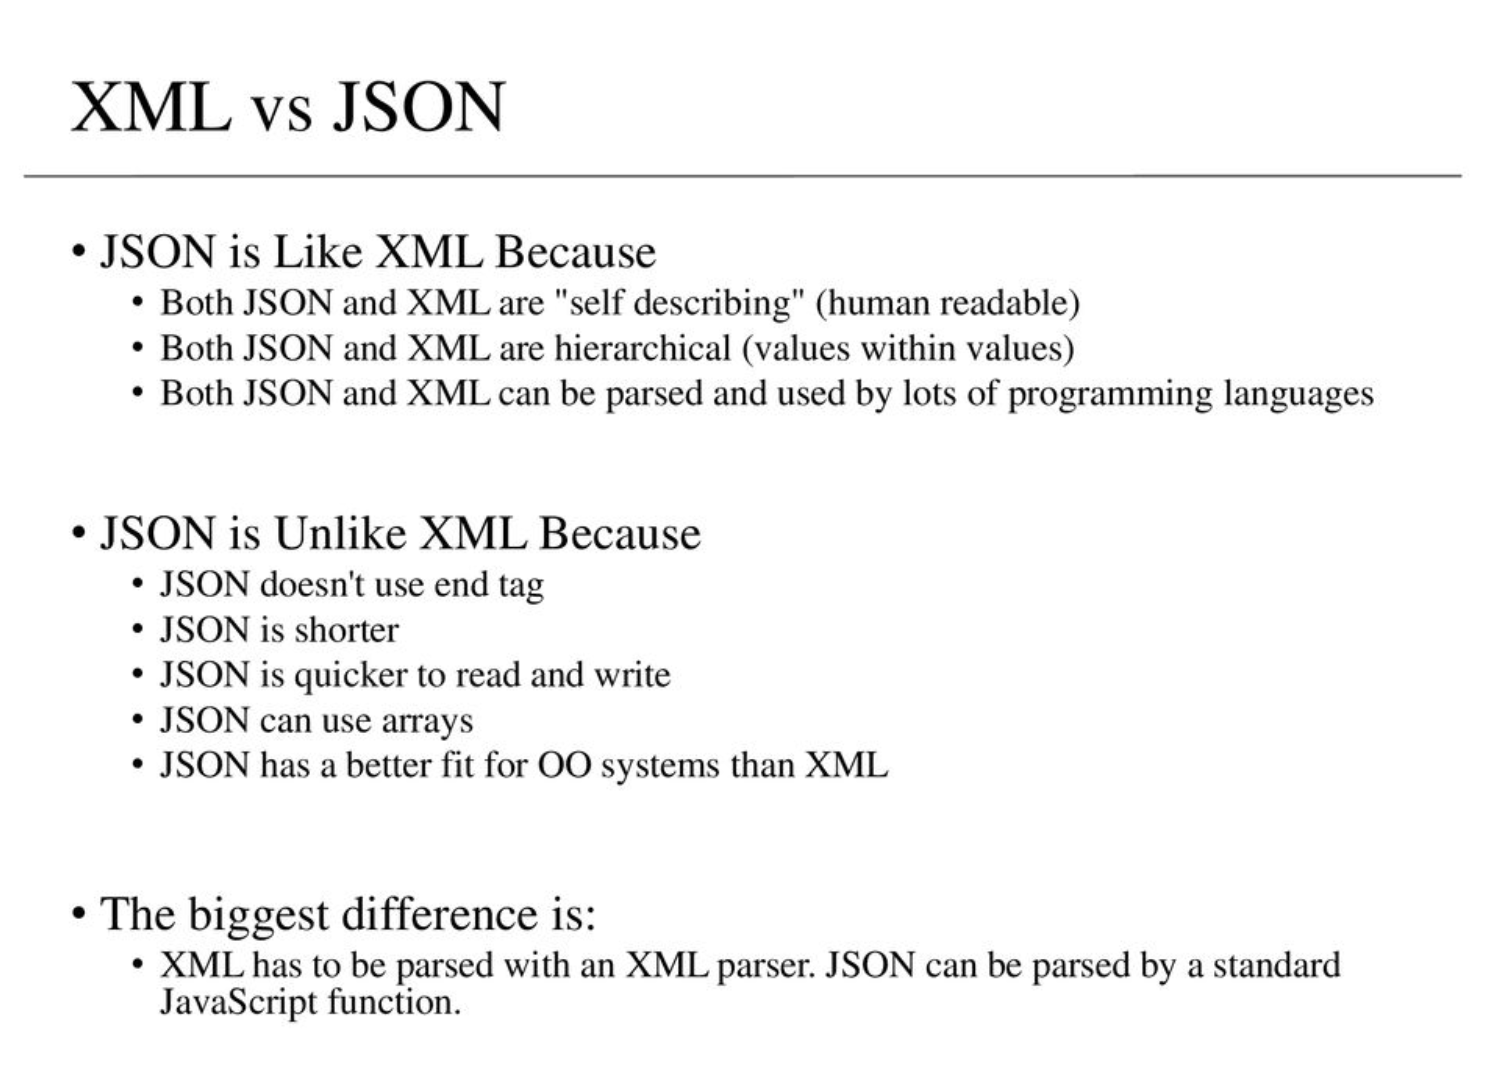 XML vs JSON
• JSON is Like XML Because
• Both JSON and XML are "self describing" (human readable)
• Both JSON and XML are hierarchical (values within values)
• Both JSON and XML can be parsed and used by lots of programming languages
• JSON is Unlike XML Because
• JSON doesn't use end tag
• JSON is shorter
• JSON is quicker to read and write
• JSON can use arrays
• JSON has a better fit for OO systems than XML
• The biggest difference is:
• XML has to be parsed with an XML parser. JSON can be parsed by a standard
JavaScript function.